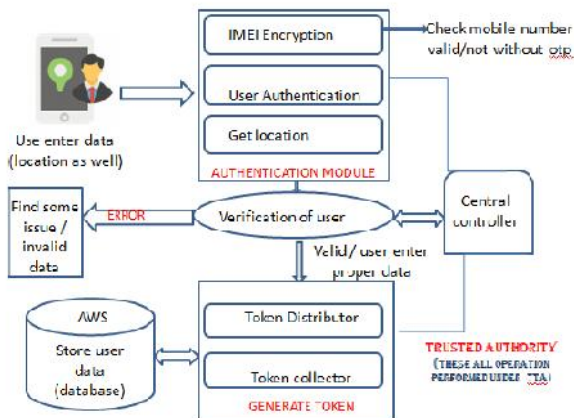 IMEI Encryption
Check mobile number
valid/not without otp
User Authentication
Get location
AUTHENTICATION MODULE
Use enter data
(location as well)
Find some
issue /
invalid
data
ERROR
Verification of user
Central
controller
Valid/ user enter
proper data
AWS
Store user
data
(database)
Token Distributor
Token collector
GENERATE TOKEN
TRUSTED AUTHORITY
(THESE ALL OPERATION
PERFORMED UNDER TTA)